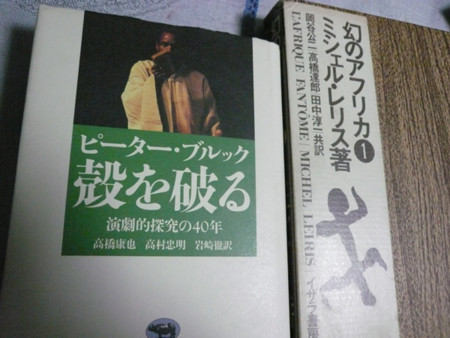 ピーター・ブルック
殻を破る
演劇的探究の40年
高橋康也 高村忠明 岩崎徹訳
幻のアフリカ1
ミシェル・レリス著
岡谷公二 高橋達郎 田中淳一共訳
L'AFRIQUE FANTÔME | MICHEL LEIRIS
イザラ書房